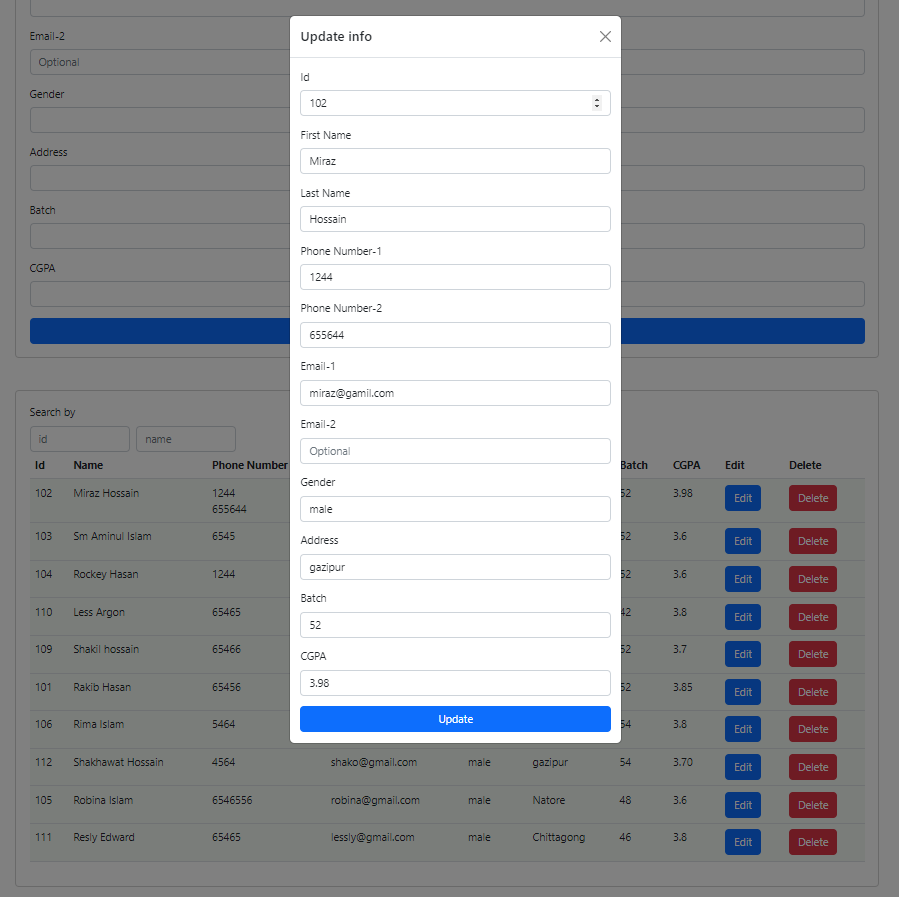 Email-2
Optional
Gender
Address
Batch
CGPA
Update info
Id
102
First Name
Miraz
Last Name
Hossain
Phone Number-1
1244
Phone Number-2
655644
Email-1
miraz@gamil.com
Email-2
Optional
Gender
male
Address
gazipur
Batch
52
CGPA
3.98
Update
Search by
id name
Id Name Phone Number Batch CGPA Edit Delete
102 Miraz Hossain 1244 52 3.98 Edit Delete
655644
103 Sm Aminul Islam 6545 52 3.6 Edit Delete
104 Rockey Hasan 1244 52 3.6 Edit Delete
110 Less Argon 65465 42 3.8 Edit Delete
109 Shakil hossain 65466 52 3.7 Edit Delete
101 Rakib Hasan 65456 52 3.85 Edit Delete
106 Rima Islam 5464 54 3.8 Edit Delete
112 Shakhawat Hossain 4564 shako@gmail.com male gazipur 54 3.70 Edit Delete
105 Robina Islam 6546556 robina@gmail.com male Natore 48 3.6 Edit Delete
111 Resly Edward 65465 lessly@gmail.com male Chittagong 46 3.8 Edit Delete